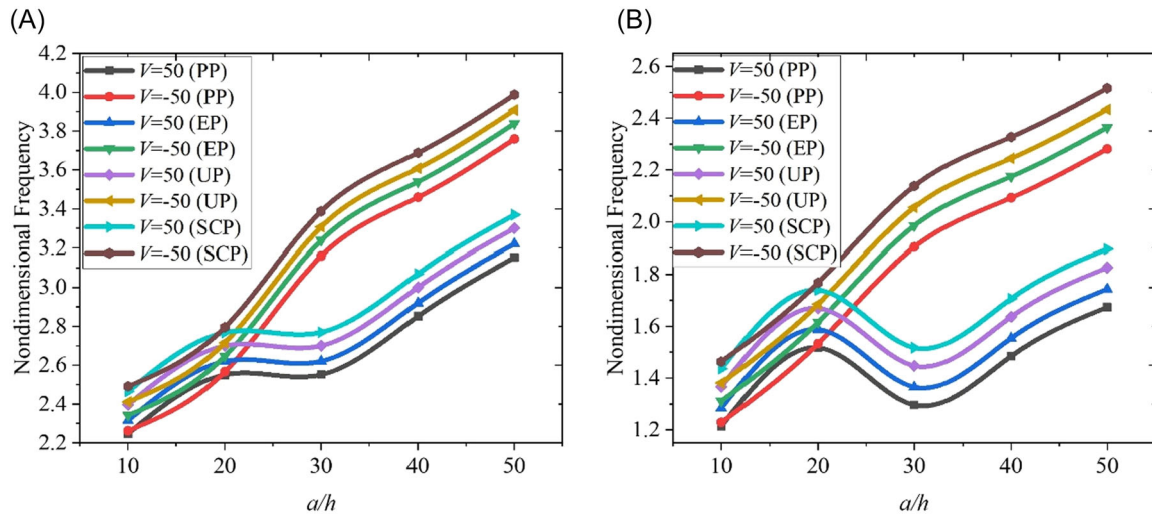 (A)
4.2
4.0
3.8
3.6
3.4
3.2
3.0
2.8
2.6
2.4
2.2
Nondimensional Frequency
V=50 (PP)
V=-50 (PP)
V=50 (EP)
V=-50 (EP)
V=50 (UP)
V=-50 (UP)
V=50 (SCP)
V=-50 (SCP)
10 20 30 40 50
a/h
(B)
2.6
2.4
2.2
2.0
1.8
1.6
1.4
1.2
Nondimensional Frequency
V=50 (PP)
V=-50 (PP)
V=50 (EP)
V=-50 (EP)
V=50 (UP)
V=-50 (UP)
V=50 (SCP)
V=-50 (SCP)
10 20 30 40 50
a/h